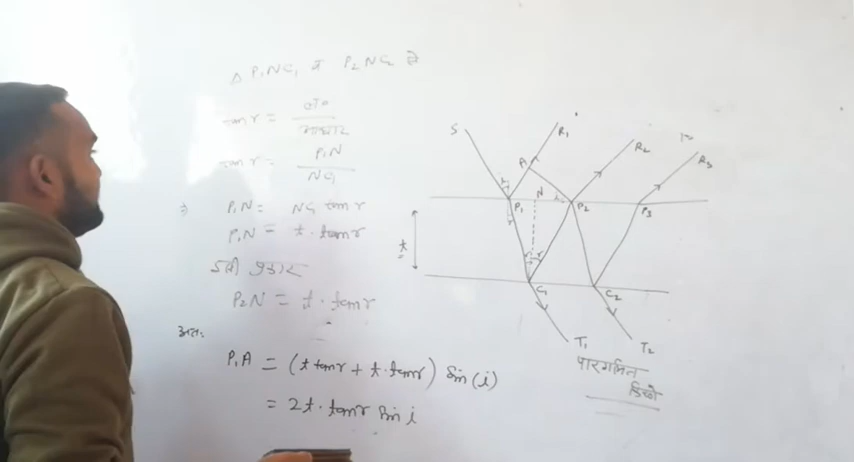 Δ P₁NC₁ व P₂NC₂ से
tan r = लम्ब / आधार
tan r = P₁N / NC₁
⇒ P₁N = NC₁ tan r
P₁N = t · tan r
इसी प्रकार
P₂N = t · tan r
अतः
P₁A = (t tan r + t · tan r) Sin (i)
= 2t · tan r Sin i
S
R₁
R₂
R₃
A
N
P₁
P₂
P₃
r
t
C₁
C₂
T₁
T₂
पारगमित
किरणे